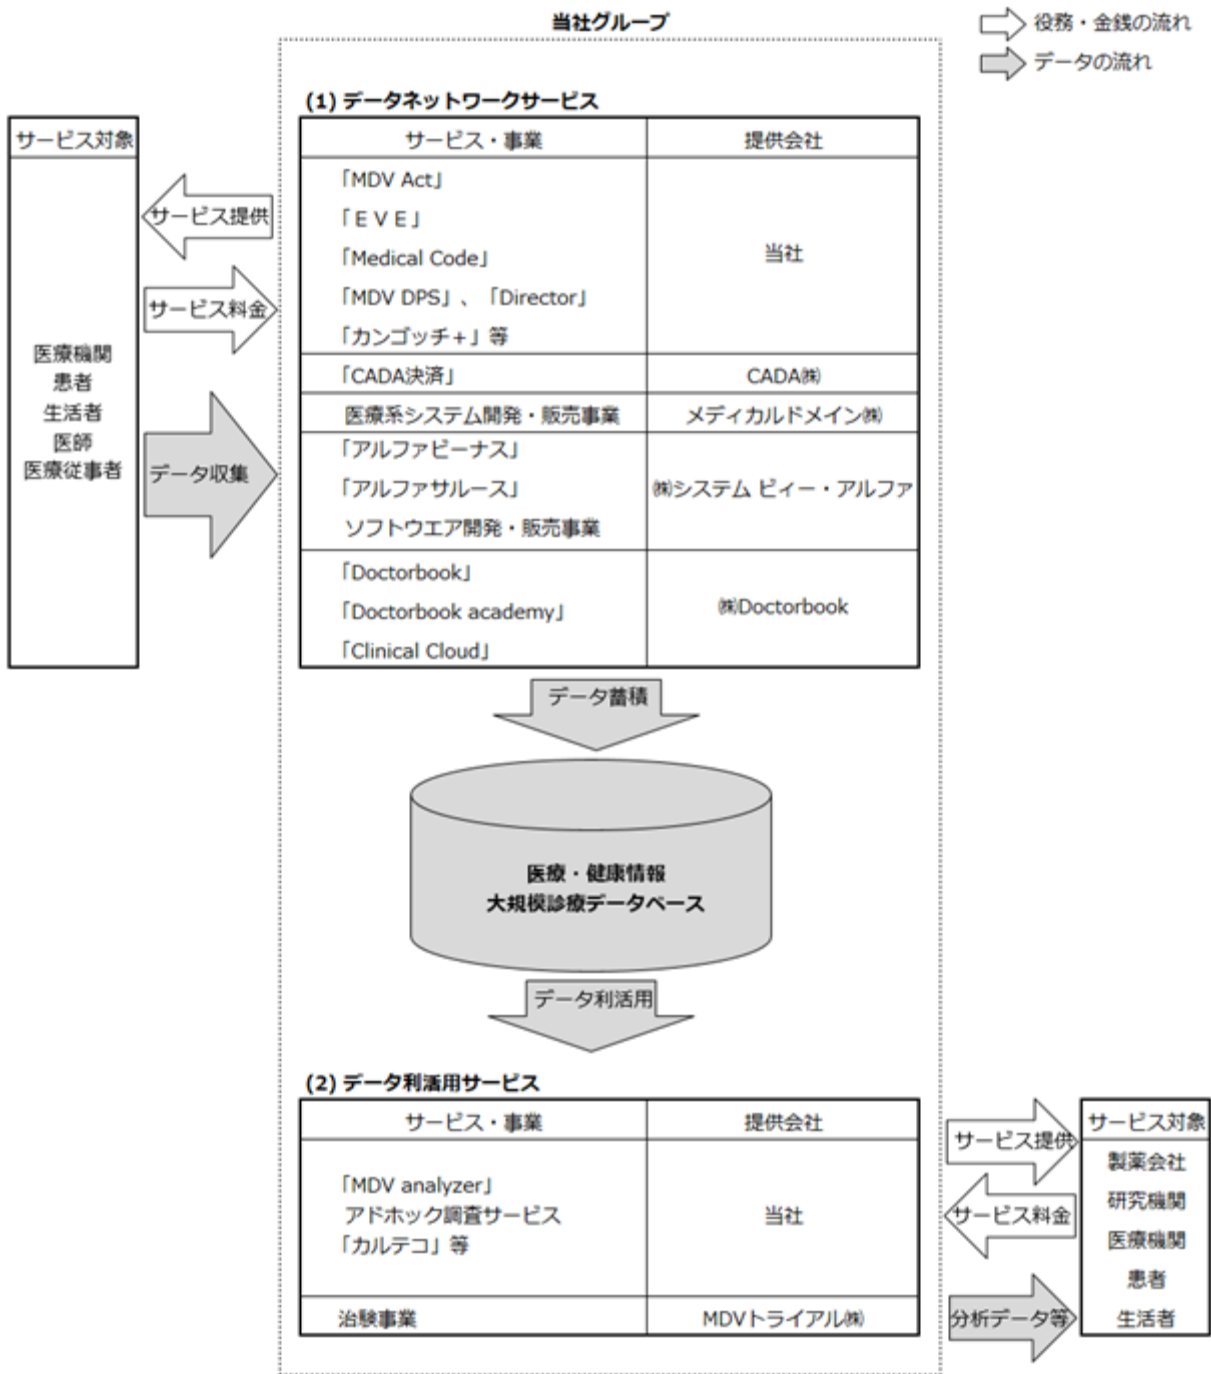 当社グループ
役務・金銭の流れ
データの流れ
(1) データネットワークサービス
サービス対象
医療機関
患者
生活者
医師
医療従事者
サービス提供
サービス料金
データ収集
サービス・事業 提供会社
「MDV Act」
「ＥＶＥ」
「Medical Code」
「MDV DPS」、「Director」
「カンゴッチ+」等
当社
「CADA決済」 CADA㈱
医療系システム開発・販売事業 メディカルドメイン㈱
「アルファビーナス」
「アルファサルース」
ソフトウエア開発・販売事業
㈱システム ビィー・アルファ
「Doctorbook」
「Doctorbook academy」
「Clinical Cloud」
㈱Doctorbook
データ蓄積
医療・健康情報
大規模診療データベース
データ利活用
(2) データ利活用サービス
サービス・事業 提供会社
「MDV analyzer」
アドホック調査サービス
「カルテコ」等
当社
治験事業 MDVトライアル㈱
サービス提供
サービス料金
分析データ等
サービス対象
製薬会社
研究機関
医療機関
患者
生活者